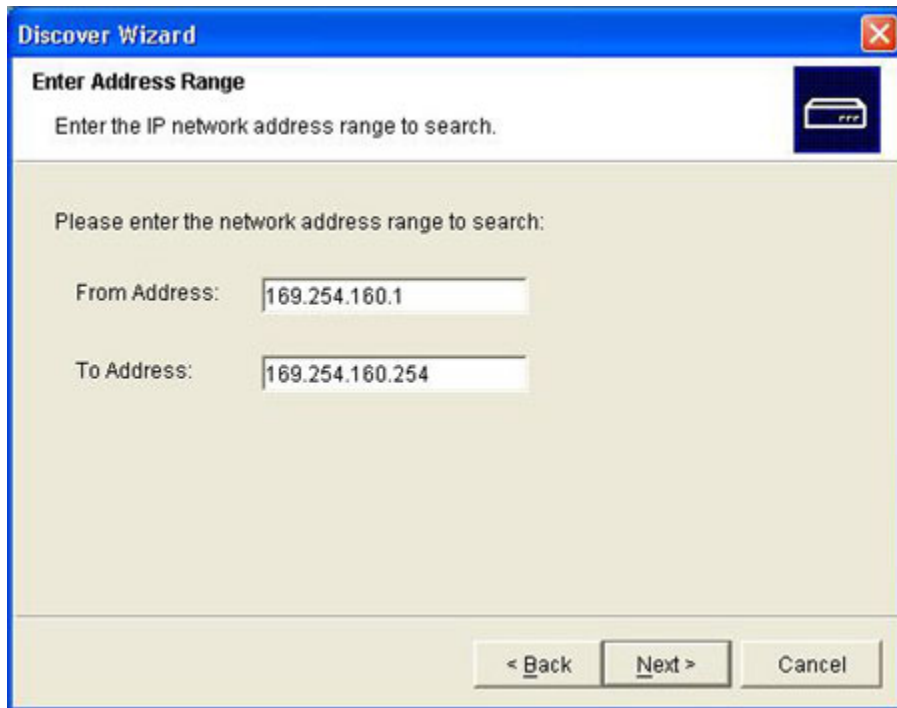 Discover Wizard
Enter Address Range
Enter the IP network address range to search.
Please enter the network address range to search:
From Address: 169.254.160.1
To Address: 169.254.160.254
< Back Next > Cancel